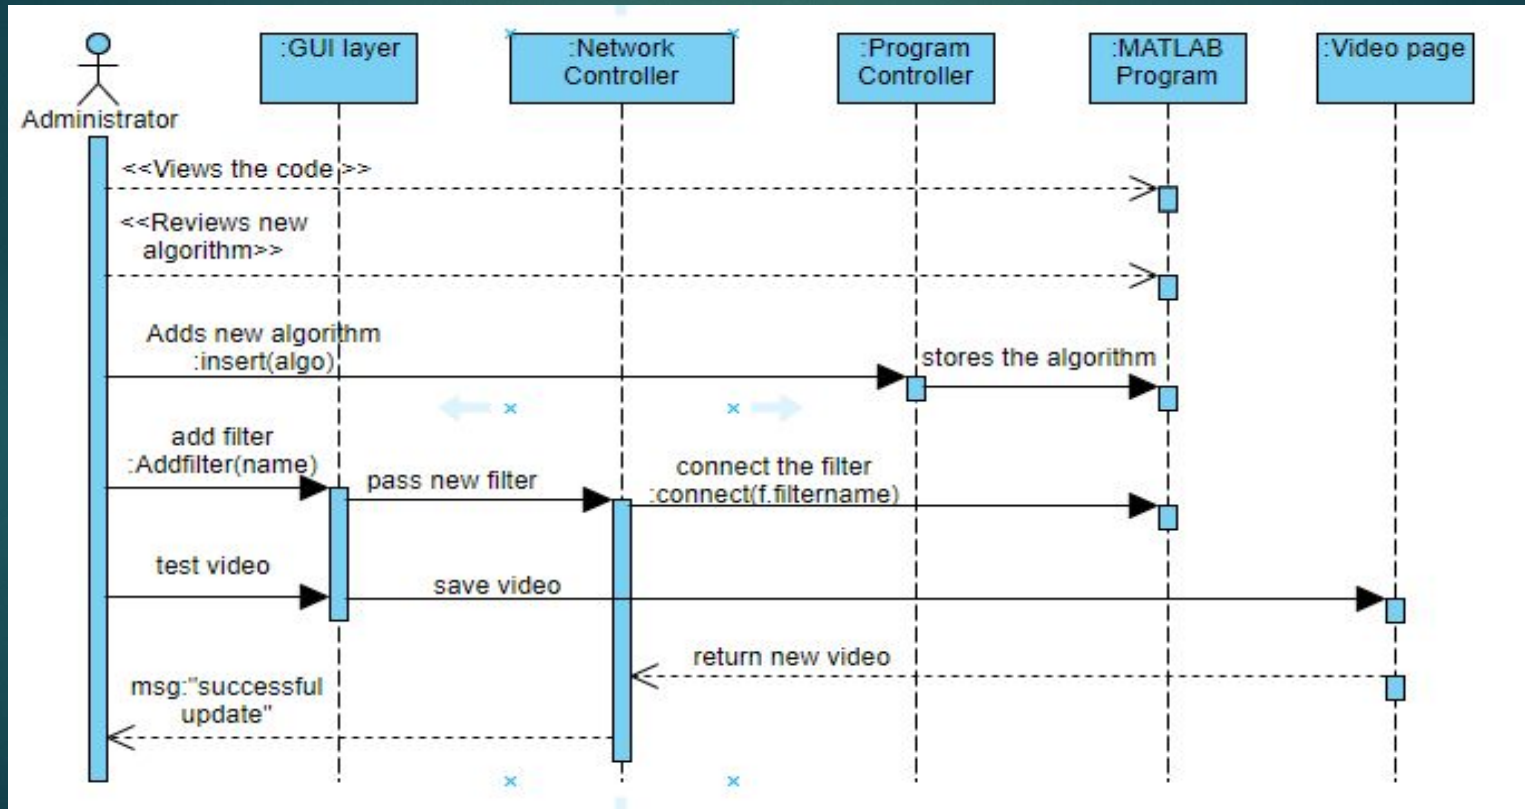 :GUI layer
:Network
Controller
:Program
Controller
:MATLAB
Program
:Video page
Administrator
<<Views the code >>
<<Reviews new
algorithm>>
Adds new algorithm
:insert(algo)
stores the algorithm
add filter
:Addfilter(name)
pass new filter
connect the filter
:connect(f.filtername)
test video
save video
return new video
msg:"successful
update"